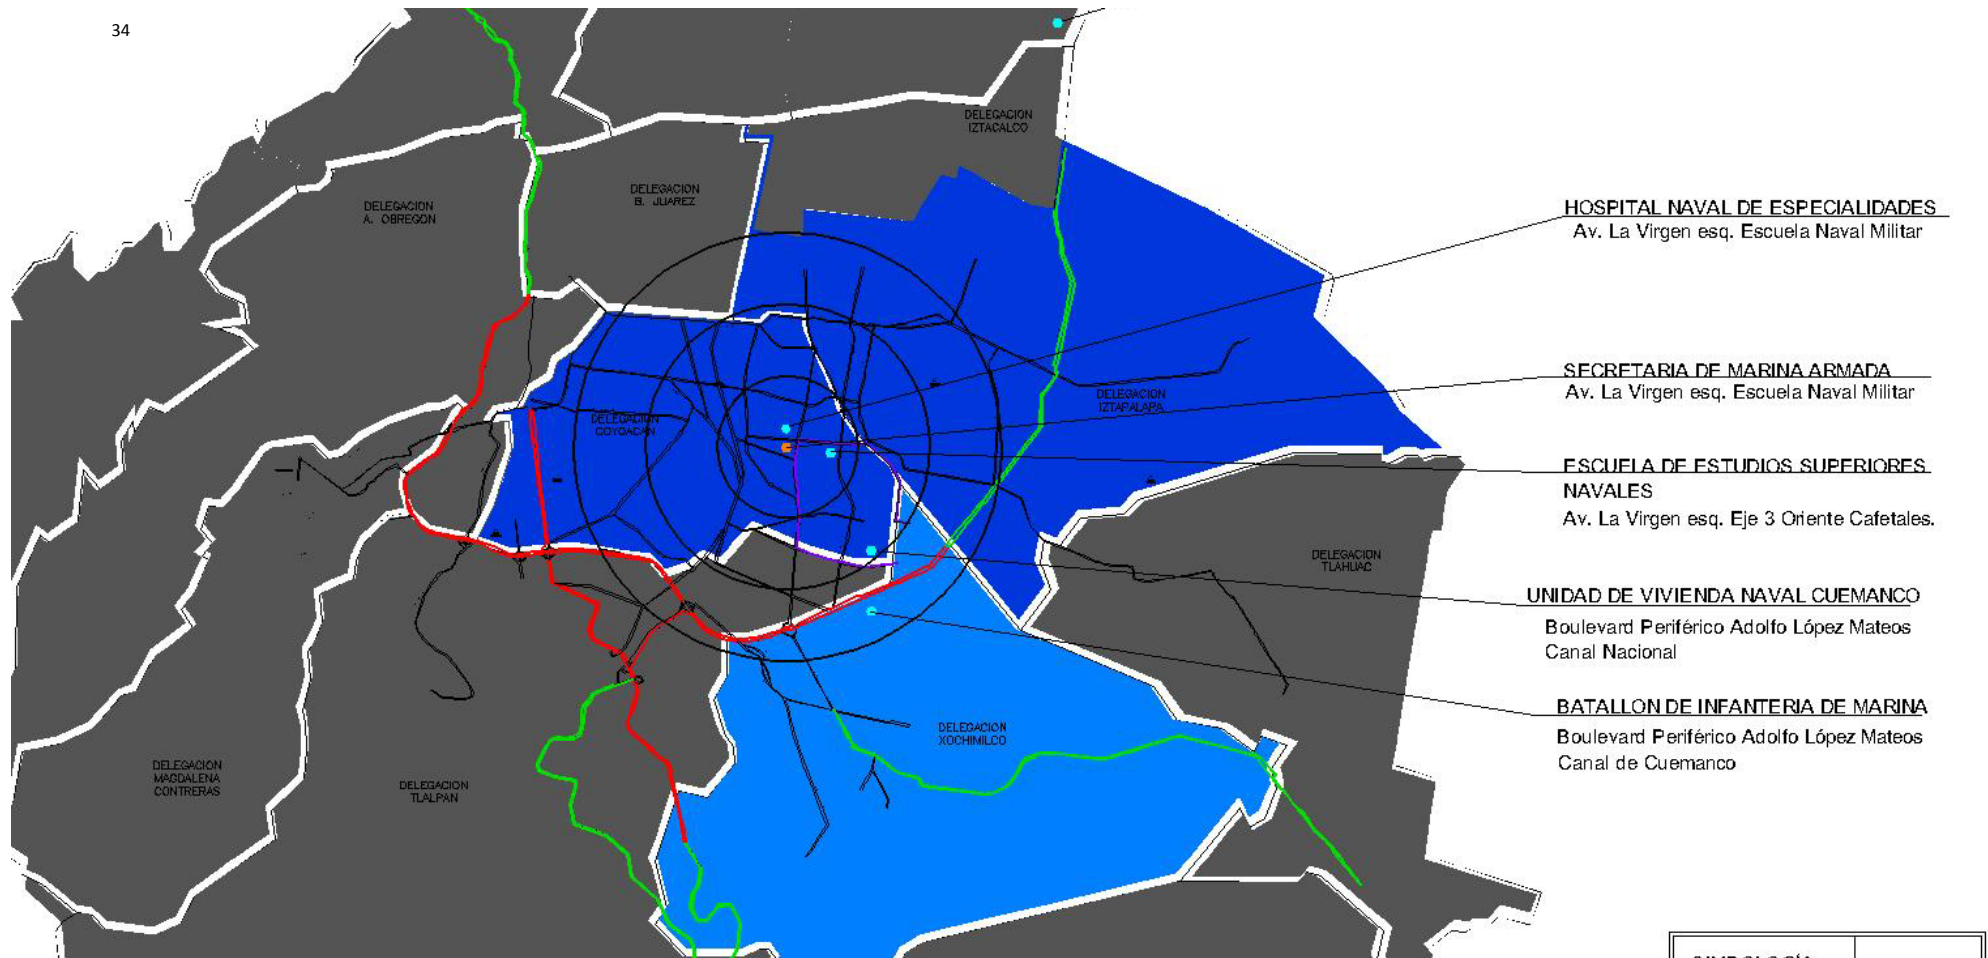 34
DELEGACION
IZTACALCO
DELEGACION
B. JUAREZ
DELEGACION
A. OBREGON
HOSPITAL NAVAL DE ESPECIALIDADES
Av. La Virgen esq. Escuela Naval Militar
SECRETARIA DE MARINA ARMADA
Av. La Virgen esq. Escuela Naval Militar
DELEGACION
IZTAPALAPA
DELEGACION
COYOACAN
ESCUELA DE ESTUDIOS SUPERIORES
NAVALES
Av. La Virgen esq. Eje 3 Oriente Cafetales.
DELEGACION
TLAHUAC
UNIDAD DE VIVIENDA NAVAL CUEMANCO
Boulevard Periférico Adolfo López Mateos
Canal Nacional
BATALLON DE INFANTERIA DE MARINA
Boulevard Periférico Adolfo López Mateos
Canal de Cuemanco
DELEGACION
XOCHIMILCO
DELEGACION
MAGDALENA
CONTRERAS
DELEGACION
TLALPAN